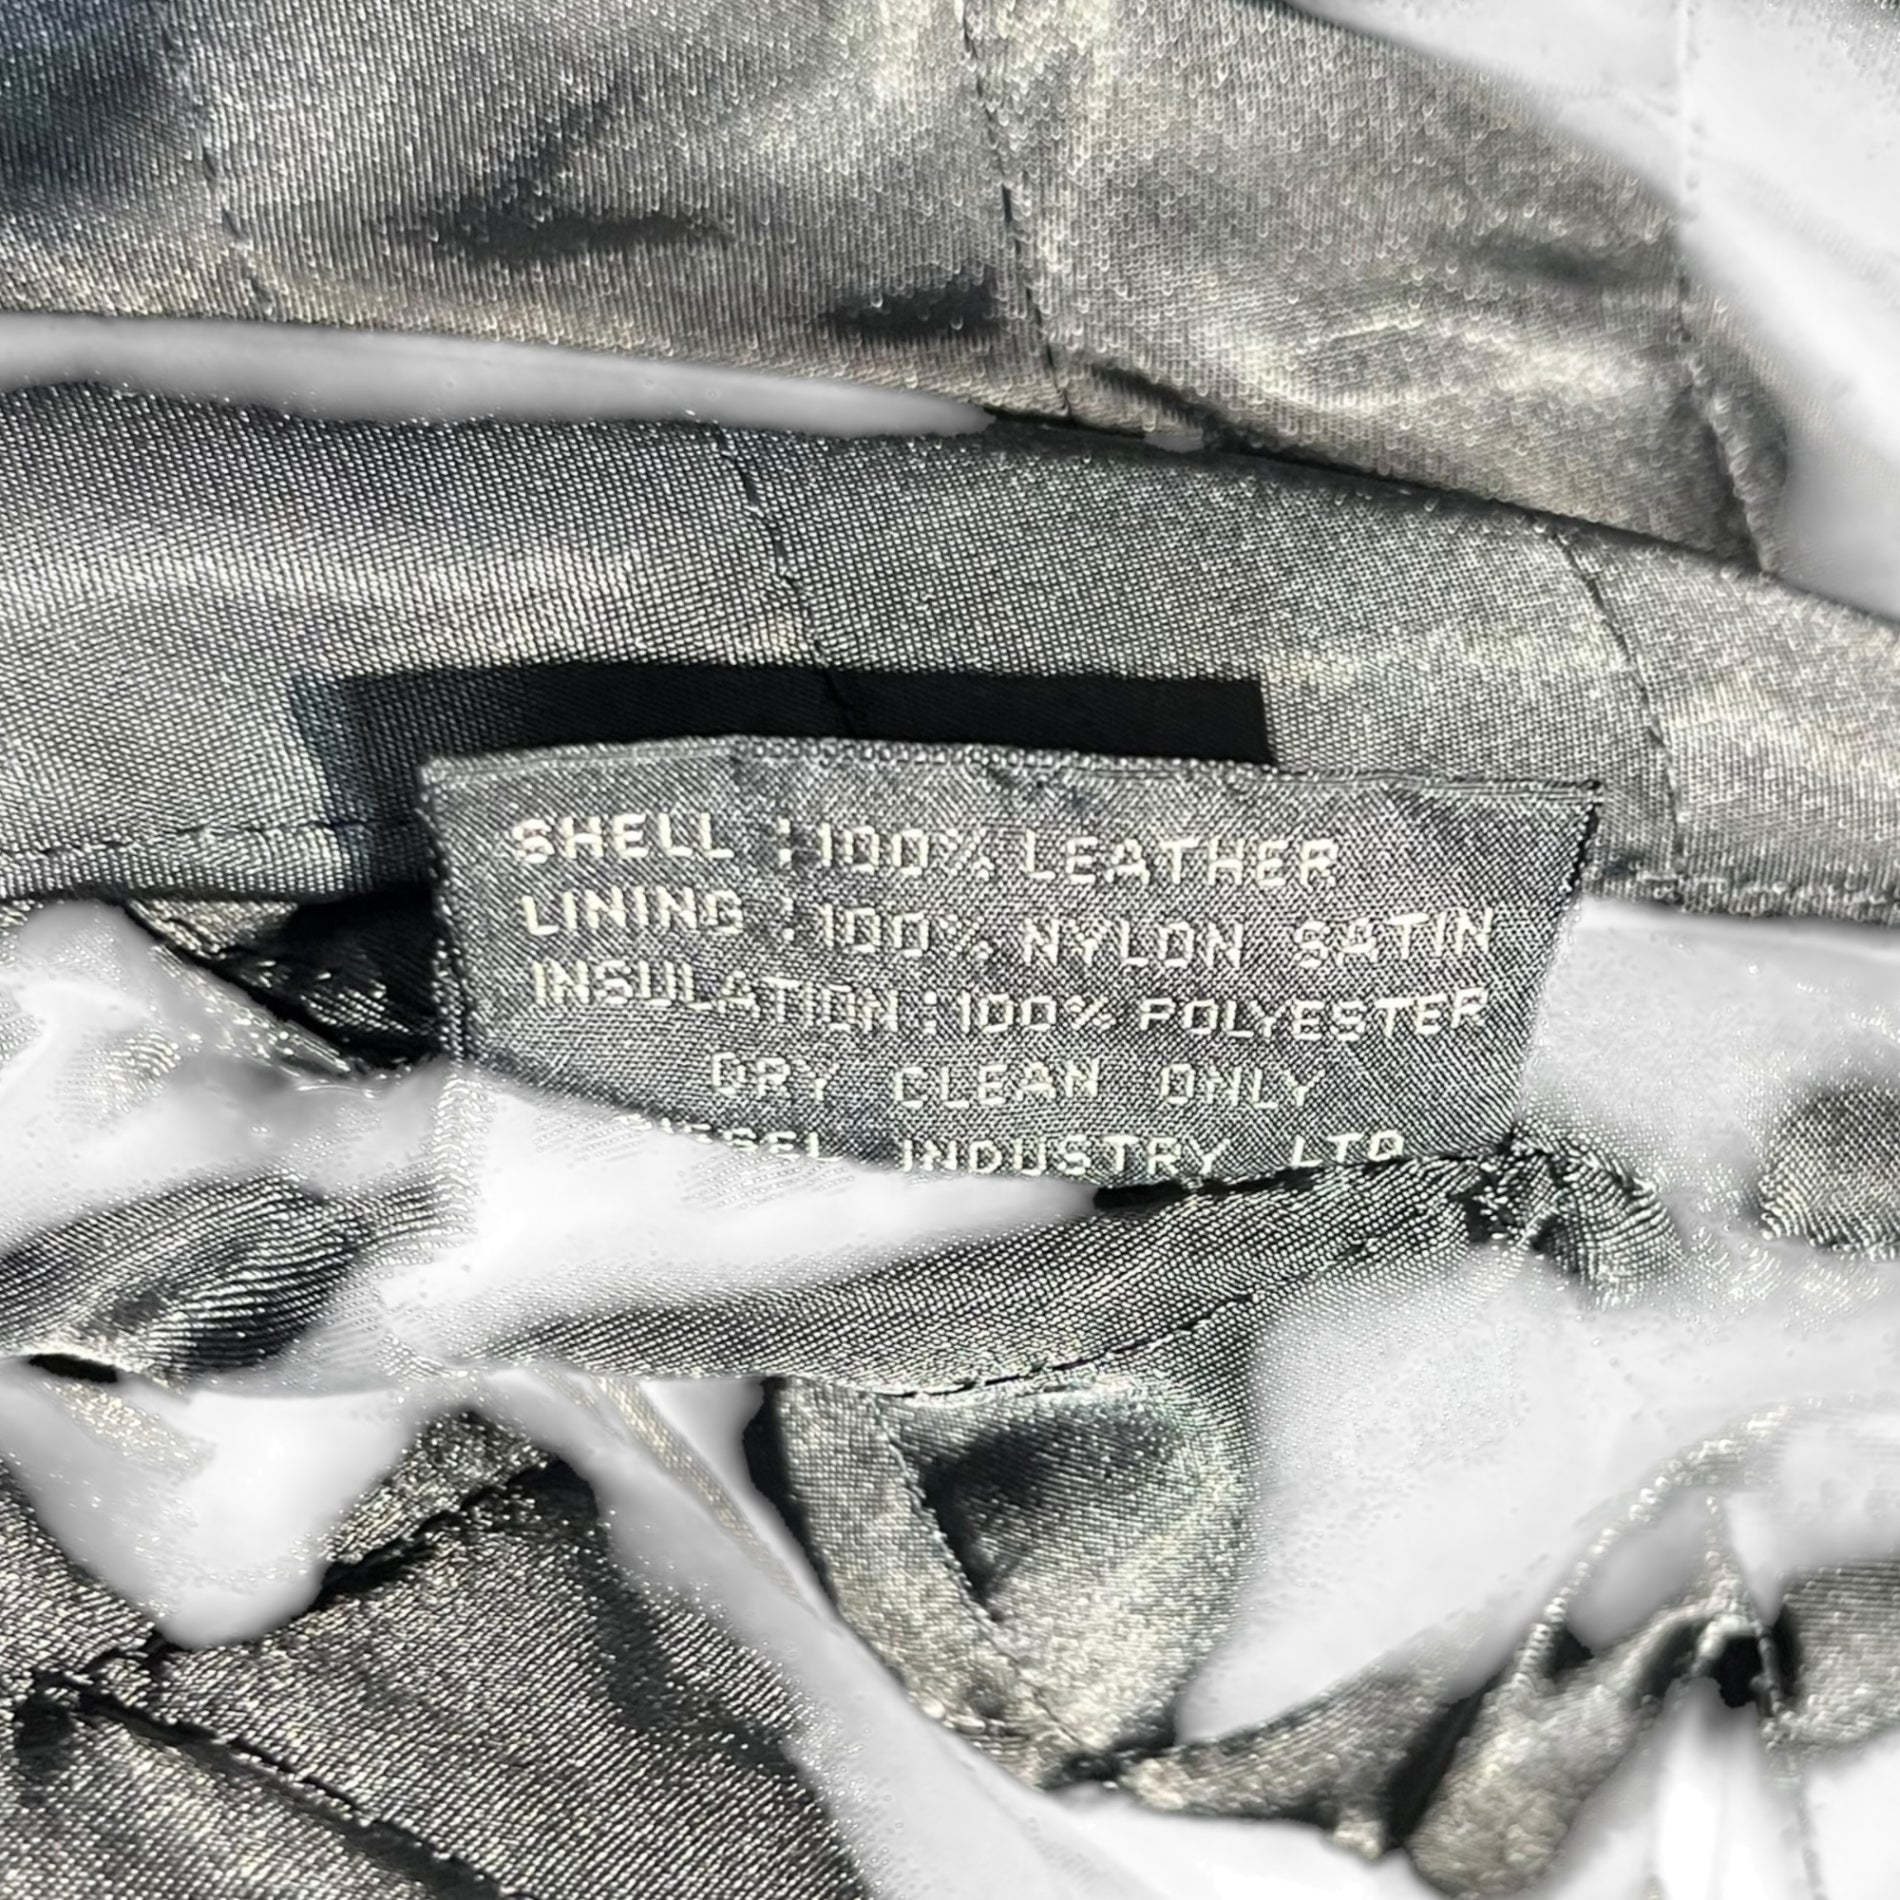 SHELL : 100% LEATHER
LINING : 100% NYLON SATIN
INSULATION : 100% POLYESTER
DRY CLEAN ONLY
INDUSTRY LTD